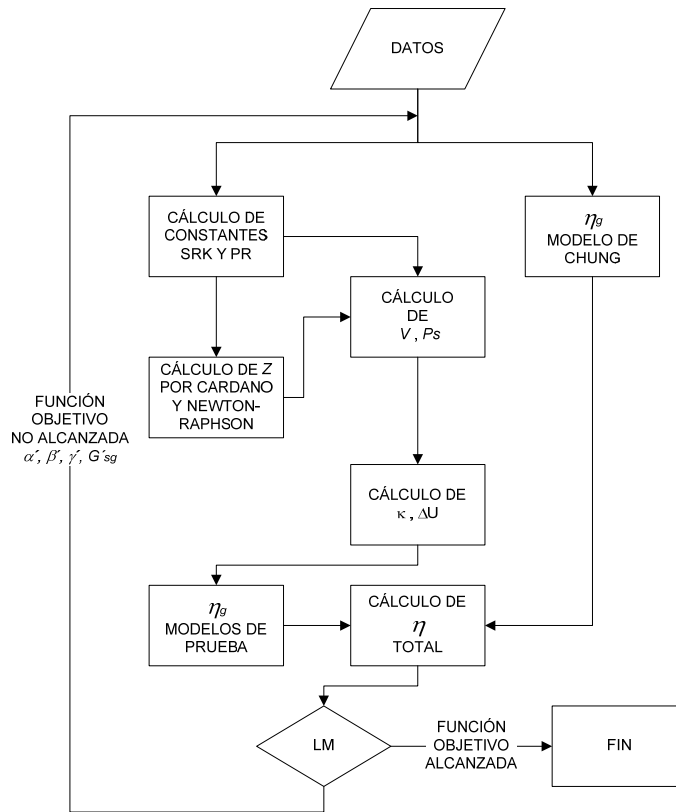 DATOS
CÁLCULO DE
CONSTANTES
SRK Y PR
ηg
MODELO DE
CHUNG
CÁLCULO
DE
V , Ps
CÁLCULO DE Z
POR CARDANO
Y NEWTON-
RAPHSON
FUNCIÓN
OBJETIVO
NO ALCANZADA
α´, β´, γ´, G´sg
CÁLCULO DE
κ , ΔU
ηg
MODELOS DE
PRUEBA
CÁLCULO DE
η
TOTAL
LM
FUNCIÓN
OBJETIVO
ALCANZADA
FIN